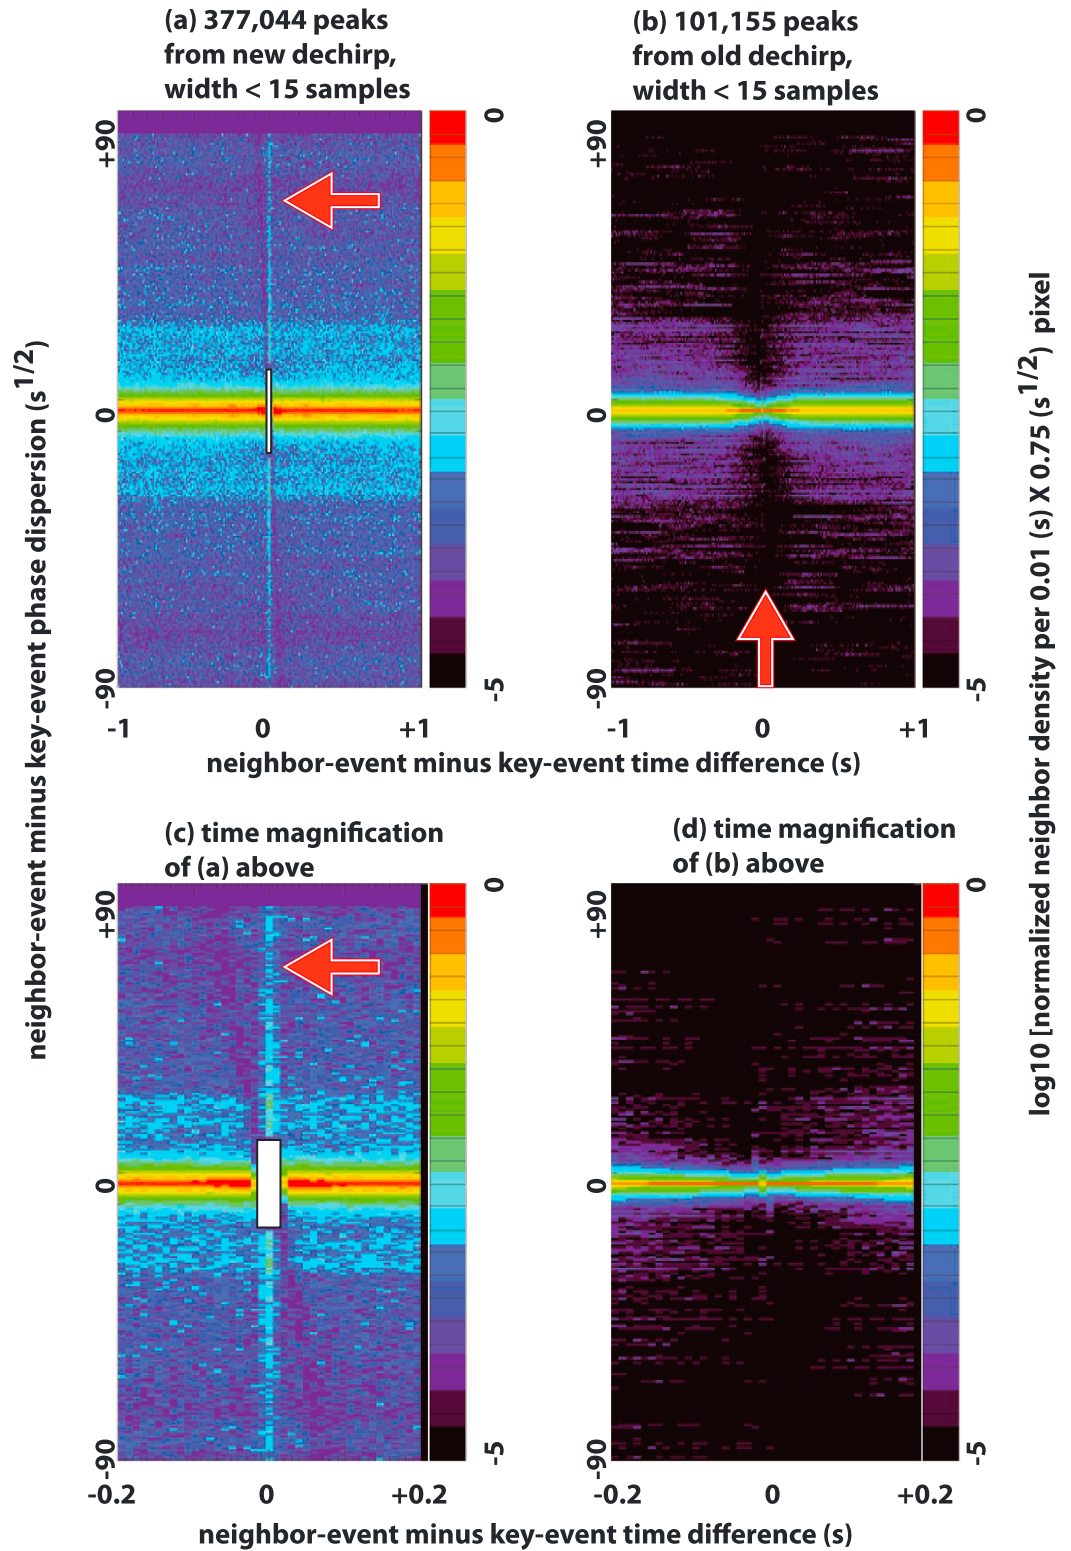 (a) 377,044 peaks
from new dechirp,
width < 15 samples
(b) 101,155 peaks
from old dechirp,
width < 15 samples
neighbor-event minus key-event phase dispersion (s^1/2)
+90
0
-90
0
-5
+90
0
-90
0
-5
-1
0
+1
-1
0
+1
neighbor-event minus key-event time difference (s)
log10 [normalized neighbor density per 0.01 (s) X 0.75 (s^1/2) pixel
(c) time magnification
of (a) above
(d) time magnification
of (b) above
+90
0
-90
0
-5
+90
0
-90
0
-5
-0.2
0
+0.2
-0.2
0
+0.2
neighbor-event minus key-event time difference (s)